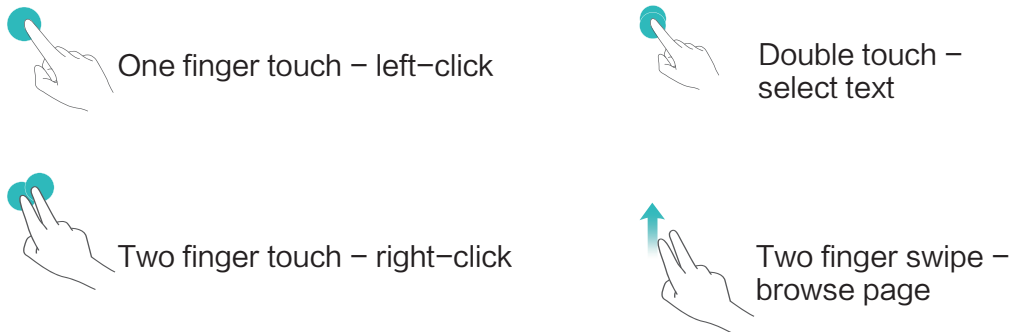 One finger touch – left–click
Double touch –
select text
Two finger touch – right–click
Two finger swipe –
browse page